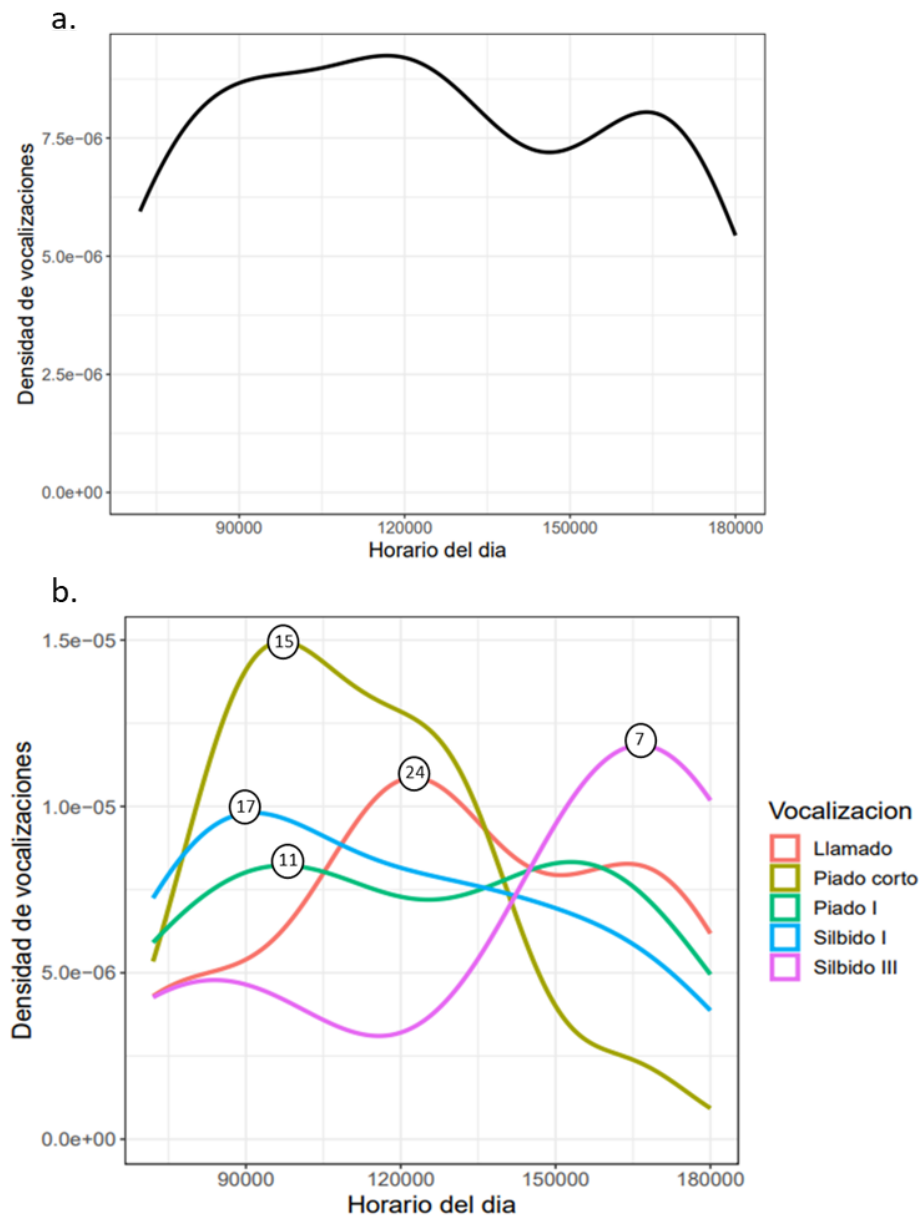 a.
Densidad de vocalizaciones
7.5e−06
5.0e−06
2.5e−06
0.0e+00
90000 120000 150000 180000
Horario del dia
b.
Densidad de vocalizaciones
1.5e−05
1.0e−05
5.0e−06
0.0e+00
15
7
24
17
11
90000 120000 150000 180000
Horario del dia
Vocalizacion
Llamado
Piado corto
Piado I
Silbido I
Silbido III